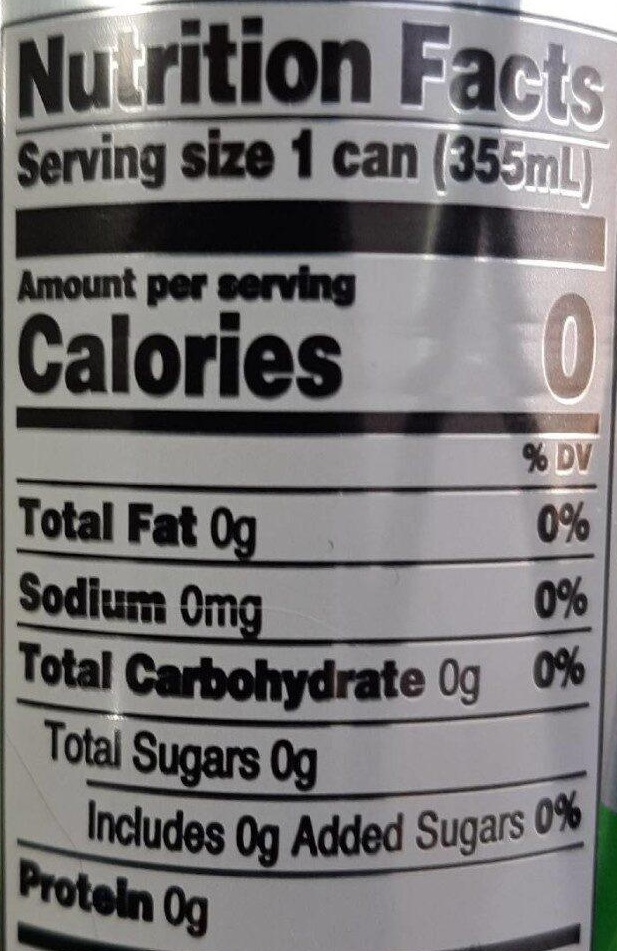 Nutrition Facts
Serving size 1 can (355mL)
Amount per serving
Calories 0
% DV
Total Fat 0g 0%
Sodium 0mg 0%
Total Carbohydrate 0g 0%
Total Sugars 0g
Includes 0g Added Sugars 0%
Protein 0g